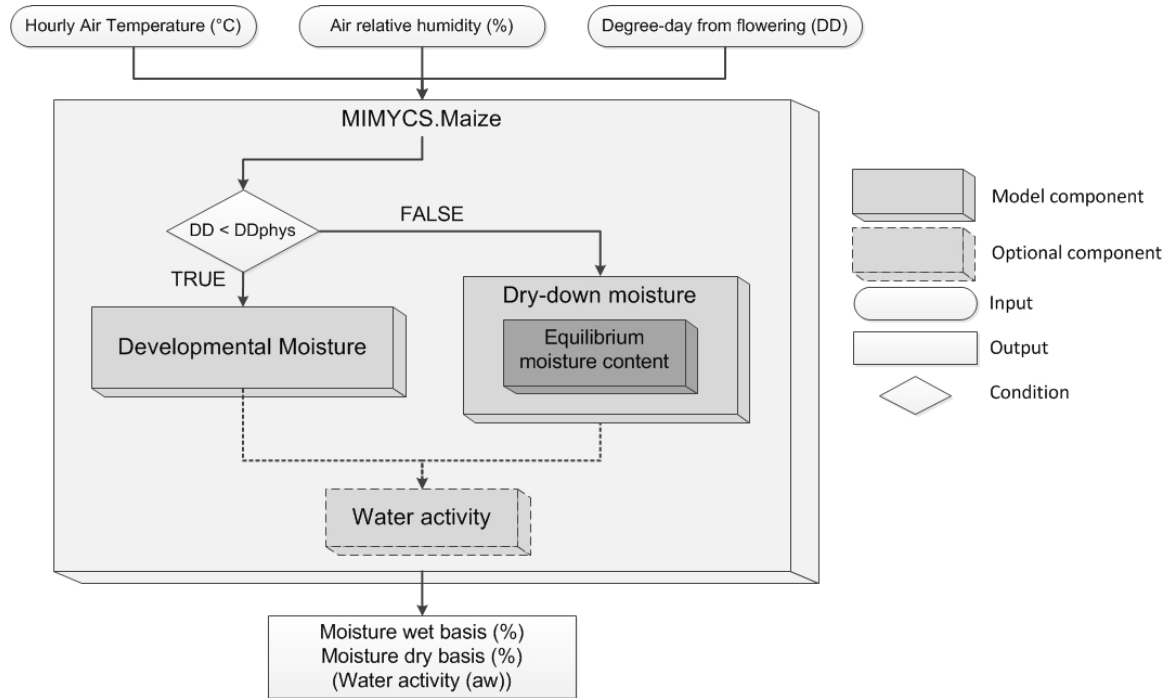 Hourly Air Temperature (°C)
Air relative humidity (%)
Degree-day from flowering (DD)
MIMYCS.Maize
DD < DDphys
FALSE
TRUE
Developmental Moisture
Dry-down moisture
Equilibrium
moisture content
Water activity
Moisture wet basis (%)
Moisture dry basis (%)
(Water activity (aw))
Model component
Optional component
Input
Output
Condition